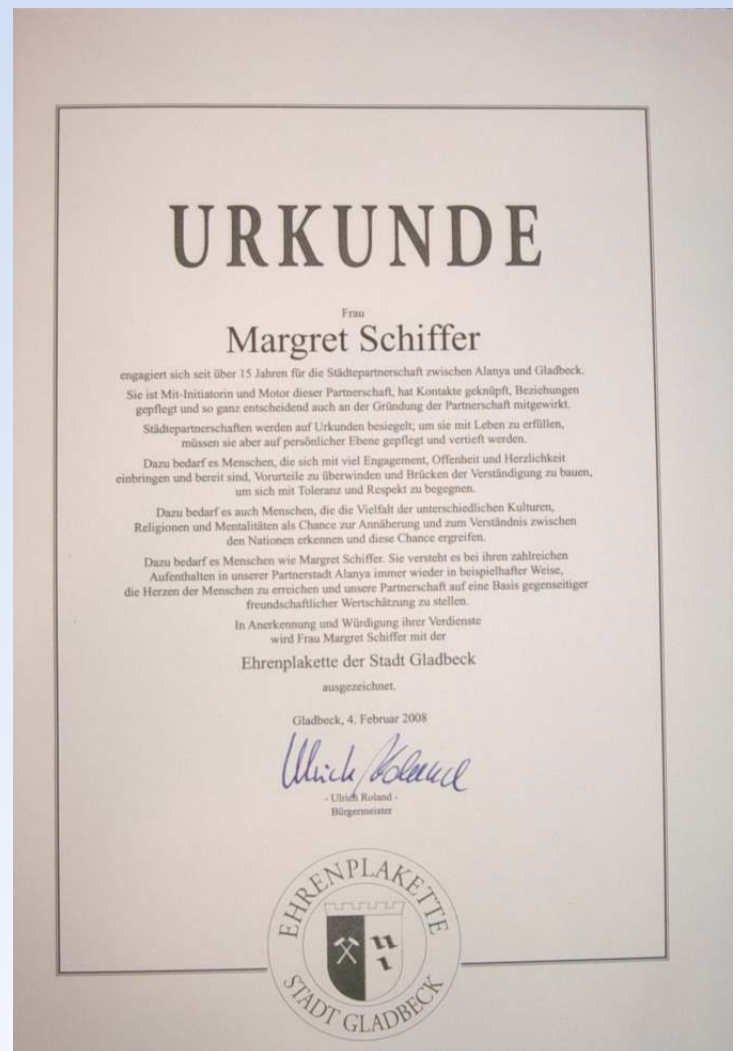 URKUNDE
Frau
Margret Schiffer
engagiert sich seit über 15 Jahren für die Städtepartnerschaft zwischen Alanya und Gladbeck.
Sie ist Mit-Initiatorin und Motor dieser Partnerschaft, hat Kontakte geknüpft, Beziehungen
gepflegt und so ganz entscheidend auch an der Gründung der Partnerschaft mitgewirkt.
Städtepartnerschaften werden auf Urkunden besiegelt; um sie mit Leben zu erfüllen,
müssen sie aber auf persönlicher Ebene gepflegt und vertieft werden.
Dazu bedarf es Menschen, die sich mit viel Engagement, Offenheit und Herzlichkeit
einbringen und bereit sind, Vorurteile zu überwinden und Brücken der Verständigung zu bauen,
um sich mit Toleranz und Respekt zu begegnen.
Dazu bedarf es auch Menschen, die die Vielfalt der unterschiedlichen Kulturen,
Religionen und Mentalitäten als Chance zur Annäherung und zum Verständnis zwischen
den Nationen erkennen und diese Chance ergreifen.
Dazu bedarf es Menschen wie Margret Schiffer. Sie versteht es bei ihren zahlreichen
Aufenthalten in unserer Partnerstadt Alanya immer wieder in beispielhafter Weise,
die Herzen der Menschen zu erreichen und unsere Partnerschaft auf eine Basis gegenseitiger
freundschaftlicher Wertschätzung zu stellen.
In Anerkennung und Würdigung ihrer Verdienste
wird Frau Margret Schiffer mit der
Ehrenplakette der Stadt Gladbeck
ausgezeichnet.
Gladbeck, 4. Februar 2008
Ulrich Roland
- Ulrich Roland -
Bürgermeister
EHRENPLAKETTE
STADT GLADBECK